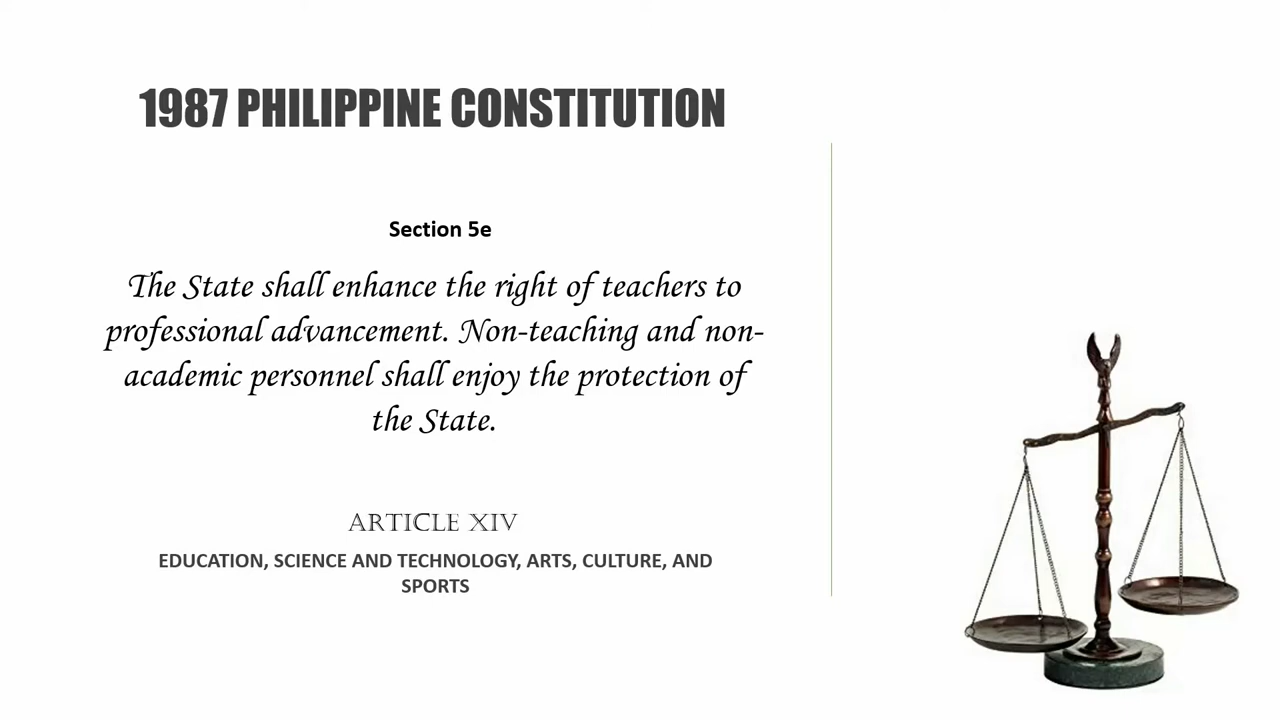 1987 PHILIPPINE CONSTITUTION
Section 5e
The State shall enhance the right of teachers to
professional advancement. Non-teaching and non-
academic personnel shall enjoy the protection of
the State.
ARTICLE XIV
EDUCATION, SCIENCE AND TECHNOLOGY, ARTS, CULTURE, AND
SPORTS